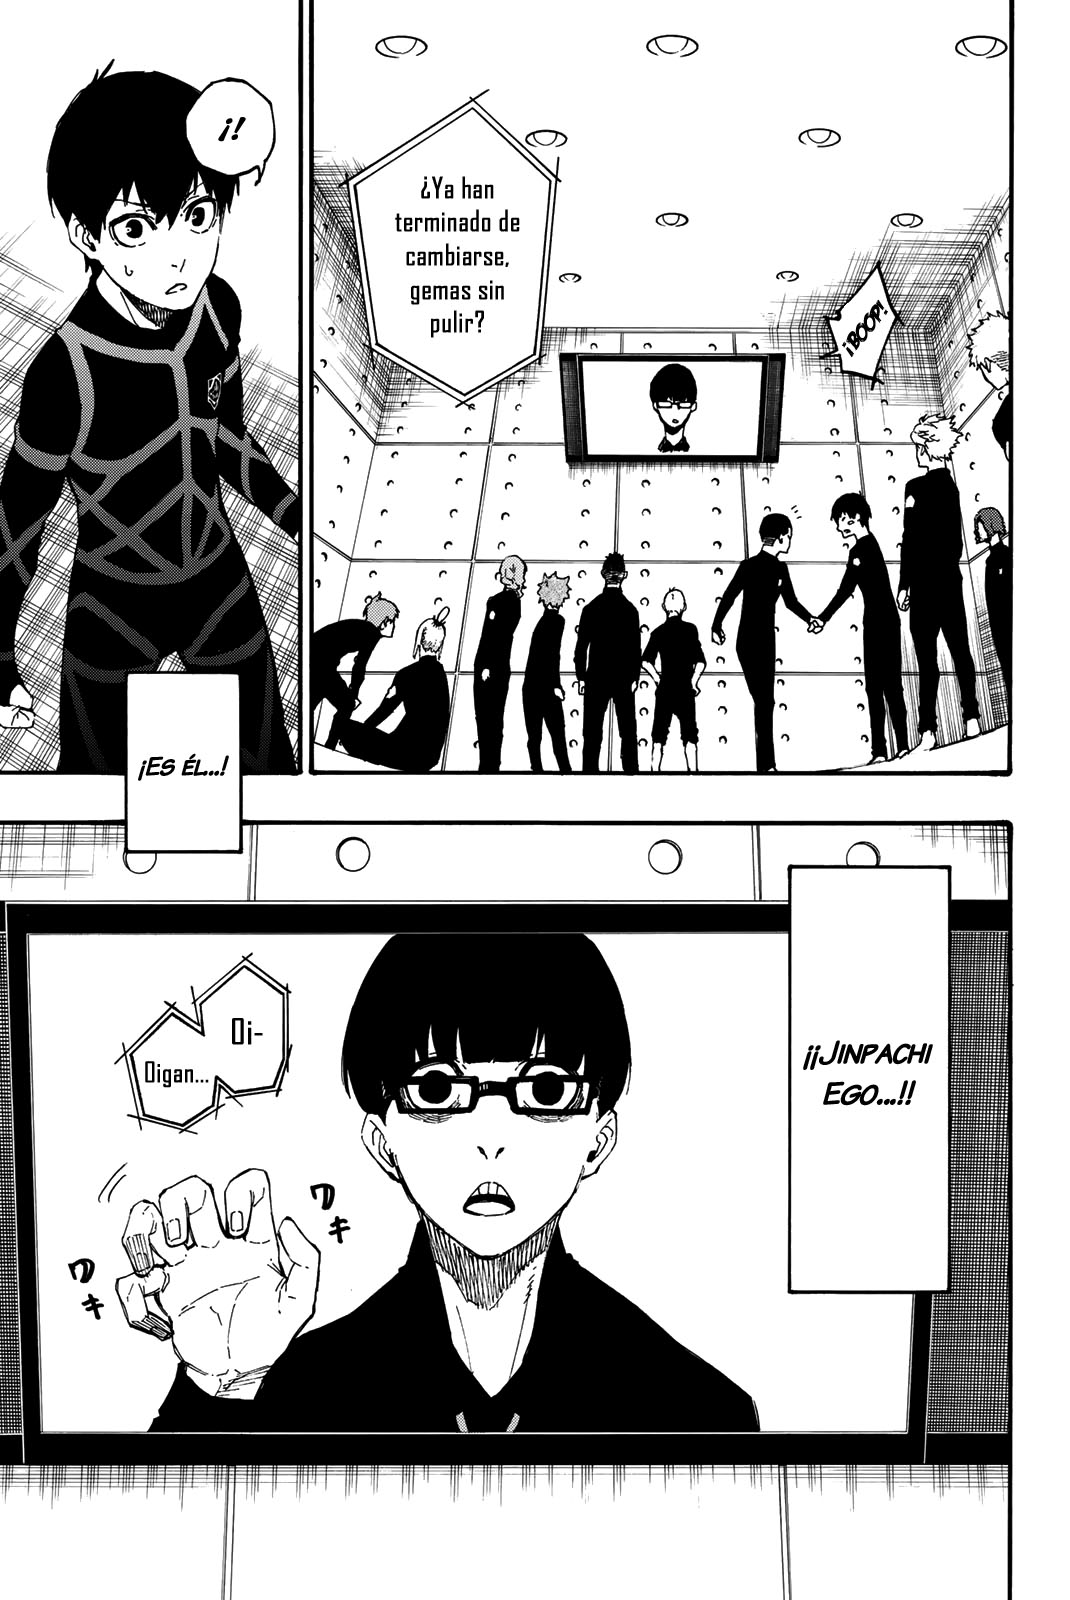 ¡BOOP!
¿Ya han
terminado de
cambiarse,
gemas sin
pulir?
¡!
¡Es él...!
¡¡Jinpachi
Ego...!!
Oi-
Oigan...
ワキ
ワキ